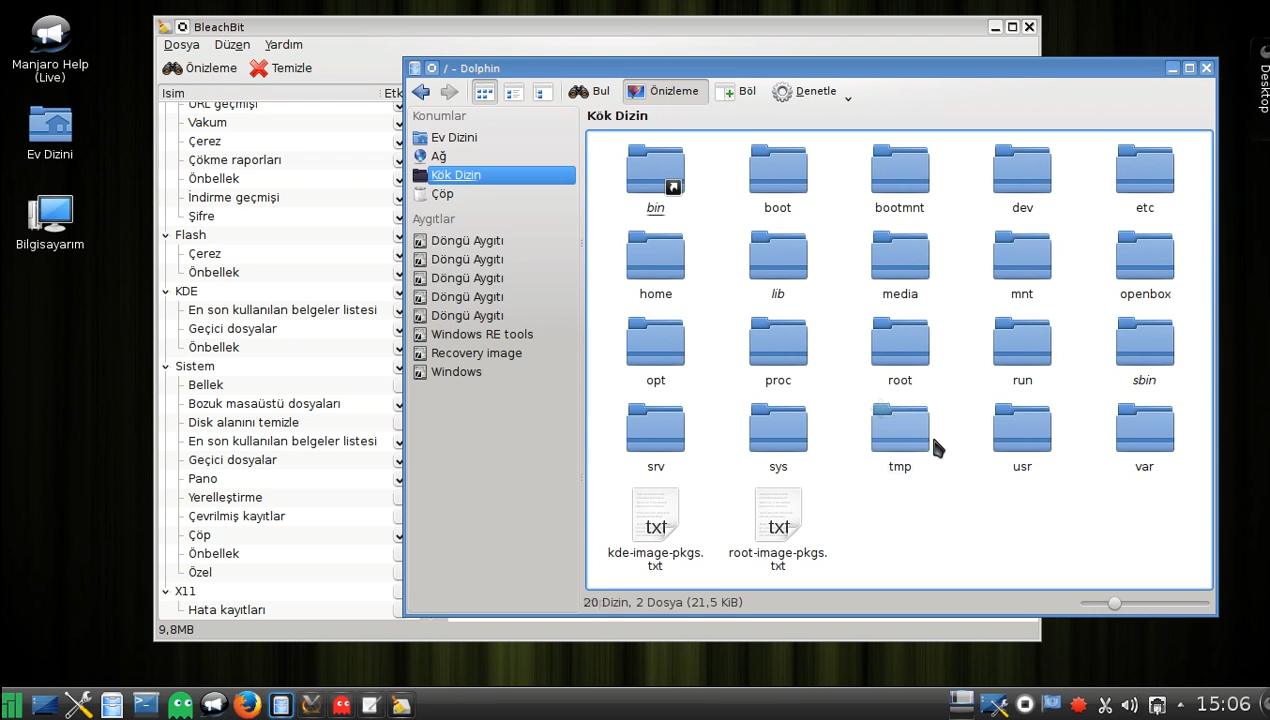 Manjaro Help
(Live)
Ev Dizini
Bilgisayarım
BleachBit
Dosya Düzen Yardım
Önizleme Temizle
Isim Etk
URL geçmişi
Vakum
Çerez
Çökme raporları
Önbellek
İndirme geçmişi
Şifre
Flash
Çerez
Önbellek
KDE
En son kullanılan belgeler listesi
Geçici dosyalar
Önbellek
Sistem
Bellek
Bozuk masaüstü dosyaları
Disk alanını temizle
En son kullanılan belgeler listesi
Geçici dosyalar
Pano
Yerelleştirme
Çevrilmiş kayıtlar
Çöp
Önbellek
Özel
X11
Hata kayıtları
9,8MB
/ – Dolphin
Bul Önizleme Böl Denetle
Konumlar
Ev Dizini
Ağ
Kök Dizin
Çöp
Aygıtlar
Döngü Aygıtı
Döngü Aygıtı
Döngü Aygıtı
Döngü Aygıtı
Döngü Aygıtı
Windows RE tools
Recovery image
Windows
Kök Dizin
bin boot bootmnt dev etc
home lib media mnt openbox
opt proc root run sbin
srv sys tmp usr var
txt txt
kde-image-pkgs. root-image-pkgs.
txt txt
20 Dizin, 2 Dosya (21,5 KiB)
Desktop
15:06